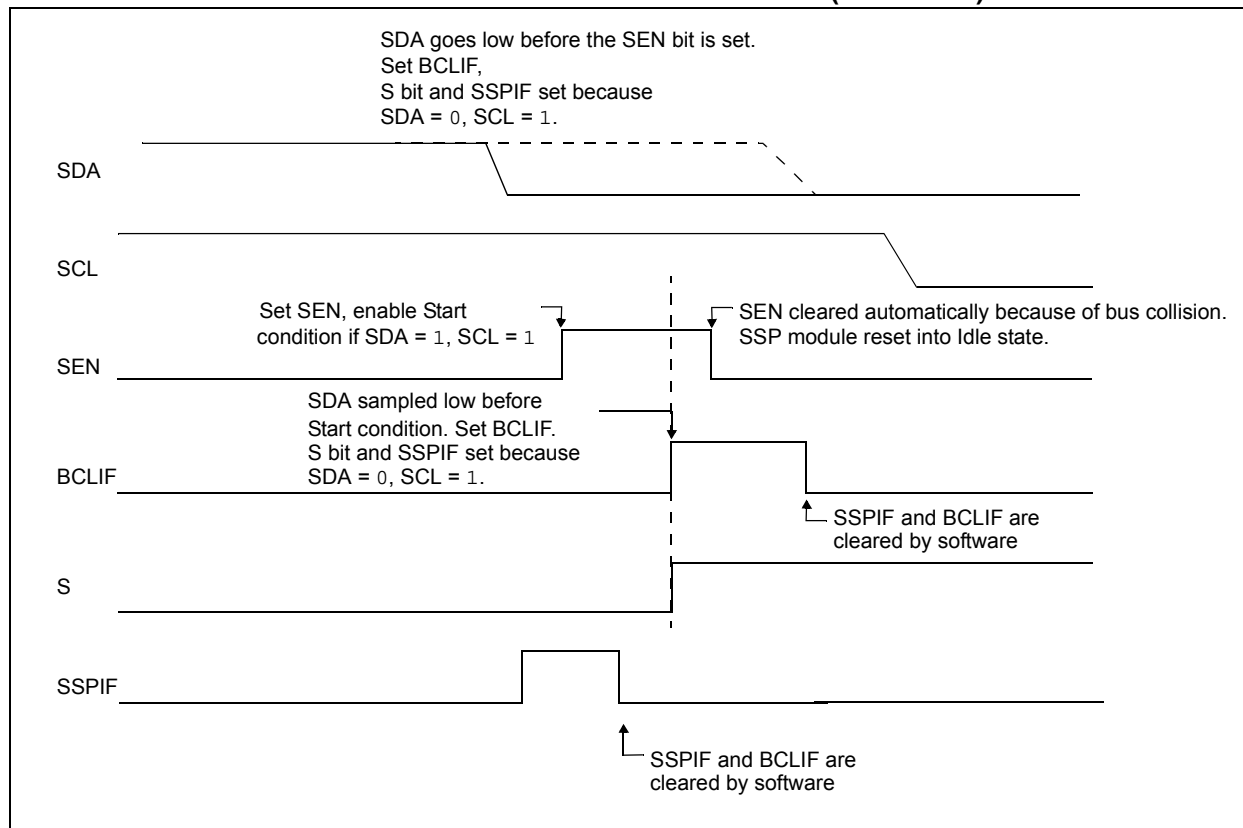 SDA goes low before the SEN bit is set.
Set BCLIF,
S bit and SSPIF set because
SDA = 0, SCL = 1.
SDA
SCL
Set SEN, enable Start
condition if SDA = 1, SCL = 1
SEN cleared automatically because of bus collision.
SSP module reset into Idle state.
SEN
SDA sampled low before
Start condition. Set BCLIF.
S bit and SSPIF set because
SDA = 0, SCL = 1.
BCLIF
SSPIF and BCLIF are
cleared by software
S
SSPIF
SSPIF and BCLIF are
cleared by software